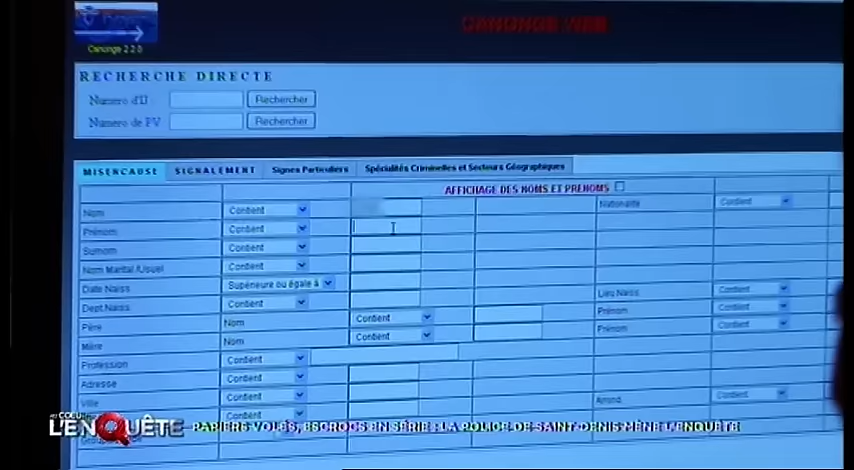 Canonge 2 2 0
CANONGE WEB
RECHERCHE DIRECTE
Numero d'U Rechercher
Numero de PV Rechercher
MISENCAUSE SIGNALEMENT Signes Particuliers Spécialités Criminelles et Secteurs Géographiques
AFFICHAGE DES NOMS ET PRENOMS
Nom Contient Nationalité Contient
Prénom Contient
Surnom Contient
Nom Marital /Usuel Contient
Date Naiss Supérieure ou égale à Lieu Naiss Contient
Dept Naiss Contient Prénom Contient
Père Nom Contient Prénom Contient
Mère Nom Contient
Profession Contient
Adresse Contient
Ville Contient Arrond Contient
Contient
AU COEUR DE
L'ENQUÊTE
PAPIERS VOLÉS, ESCROCS EN SÉRIE : LA POLICE DE SAINT-DENIS MÈNE L'ENQUÊTE